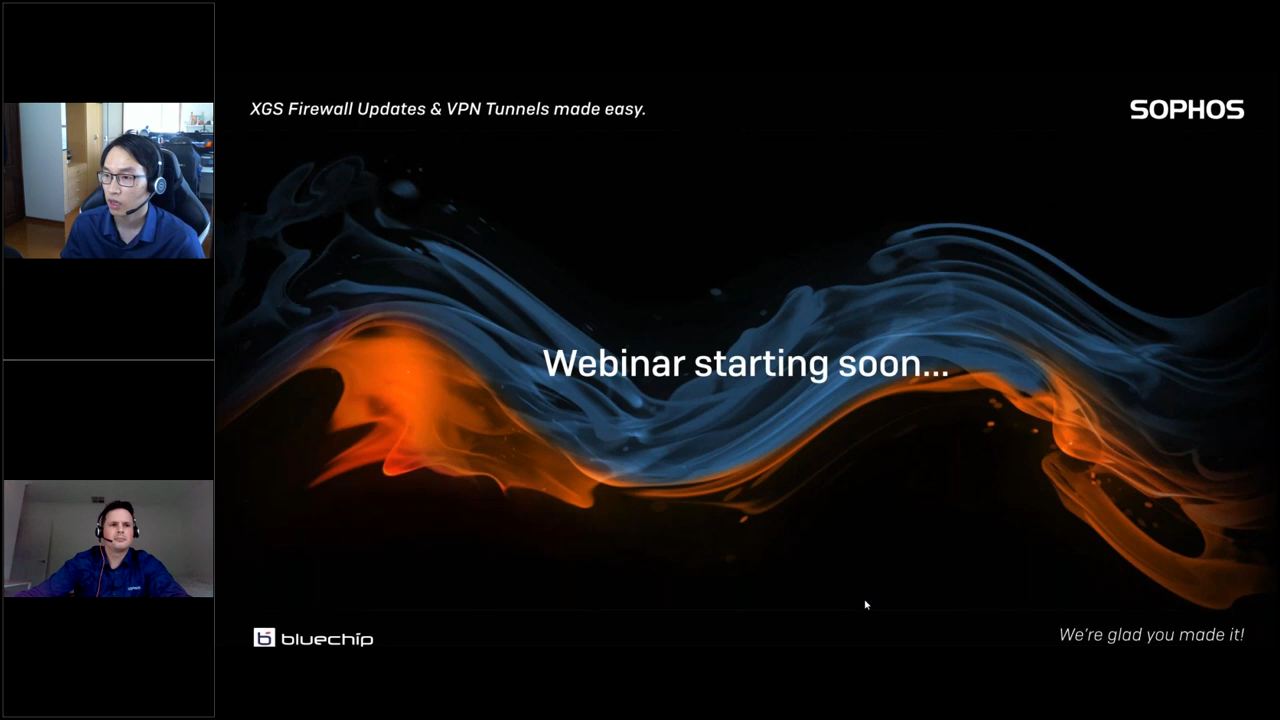 XGS Firewall Updates & VPN Tunnels made easy.
SOPHOS
Webinar starting soon...
bluechip
We're glad you made it!